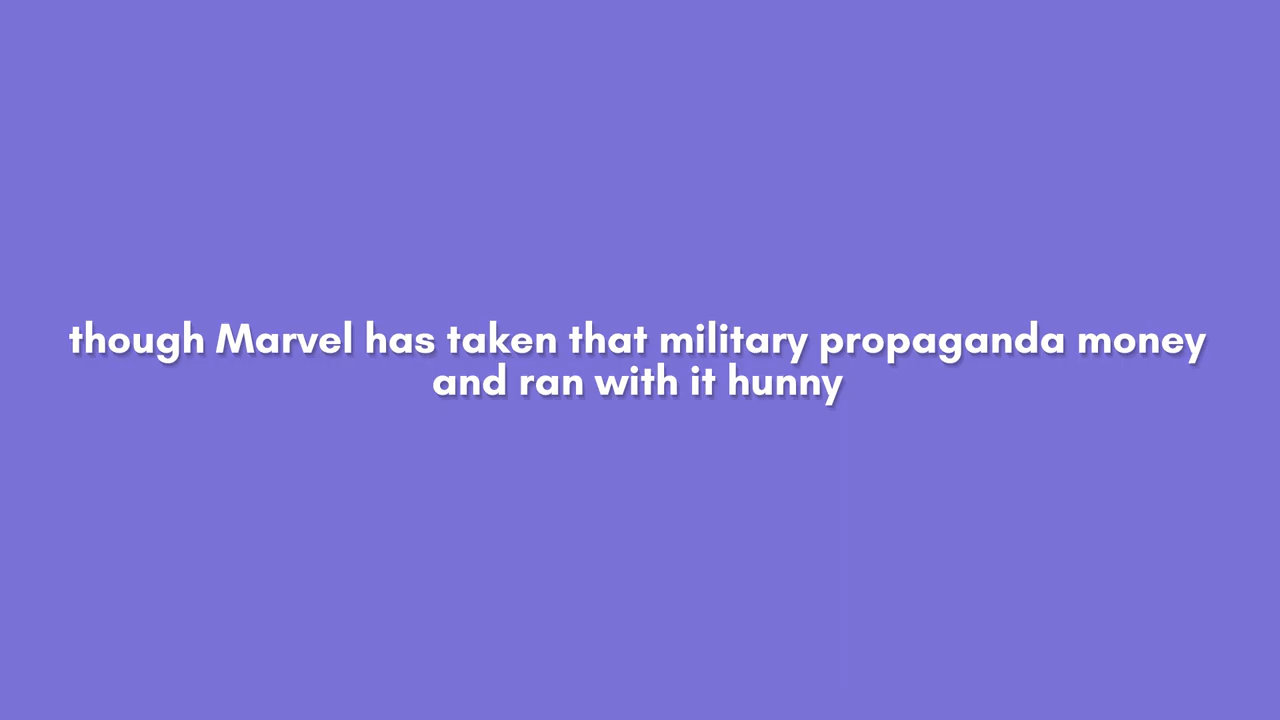 though Marvel has taken that military propaganda money
and ran with it hunny